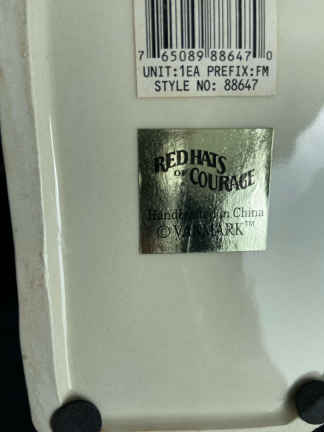 7 65089 88647 0
UNIT:1EA PREFIX:FM
STYLE NO: 88647
RED HATS
OF COURAGE
Handcrafted in China
© VANMARK™